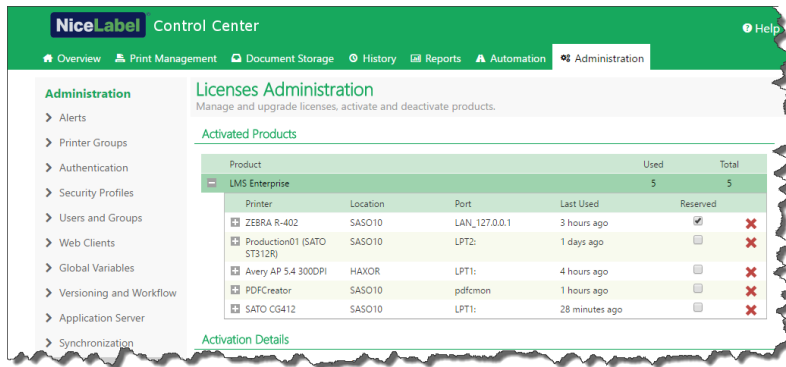 NiceLabel Control Center
Help
Overview Print Management Document Storage History Reports Automation Administration
Administration
Alerts
Printer Groups
Authentication
Security Profiles
Users and Groups
Web Clients
Global Variables
Versioning and Workflow
Application Server
Synchronization
Licenses Administration
Manage and upgrade licenses, activate and deactivate products.
Activated Products
Product Used Total
LMS Enterprise 5 5
Printer Location Port Last Used Reserved
ZEBRA R-402 SASO10 LAN_127.0.0.1 3 hours ago
Production01 (SATO SASO10 LPT2: 1 days ago
ST312R)
Avery AP 5.4 300DPI HAXOR LPT1: 4 hours ago
PDFCreator SASO10 pdfcmon 1 hours ago
SATO CG412 SASO10 LPT1: 28 minutes ago
Activation Details